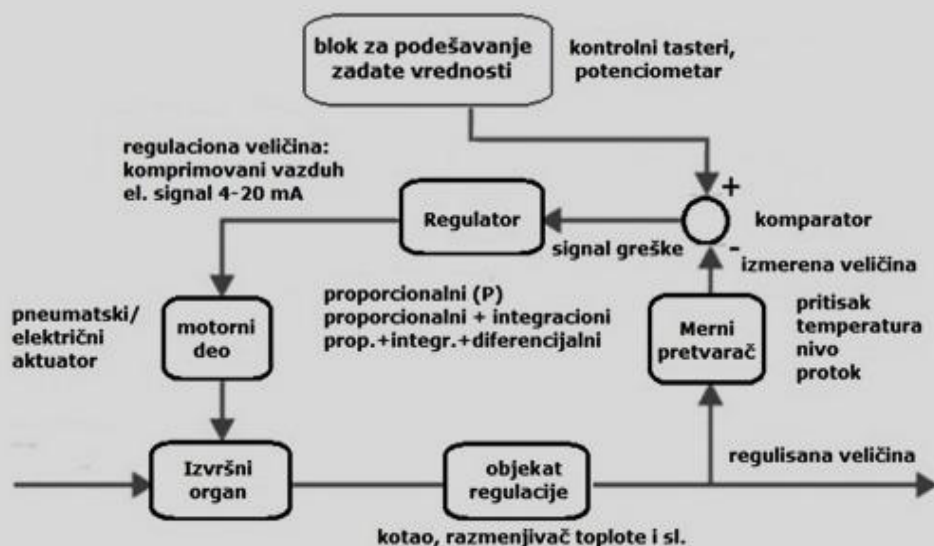 blok za podešavanje
zadate vrednosti
kontrolni tasteri,
potenciometar
regulaciona veličina:
komprimovani vazduh
el. signal 4-20 mA
Regulator
+
komparator
signal greške
-
izmerena veličina
pneumatski/
električni
aktuator
motorni
deo
proporcionalni (P)
proporcionalni + integracioni
prop.+integr.+diferencijalni
Merni
pretvarač
pritisak
temperatura
nivo
protok
Izvršni
organ
objekat
regulacije
regulisana veličina
kotao, razmenjivač toplote i sl.